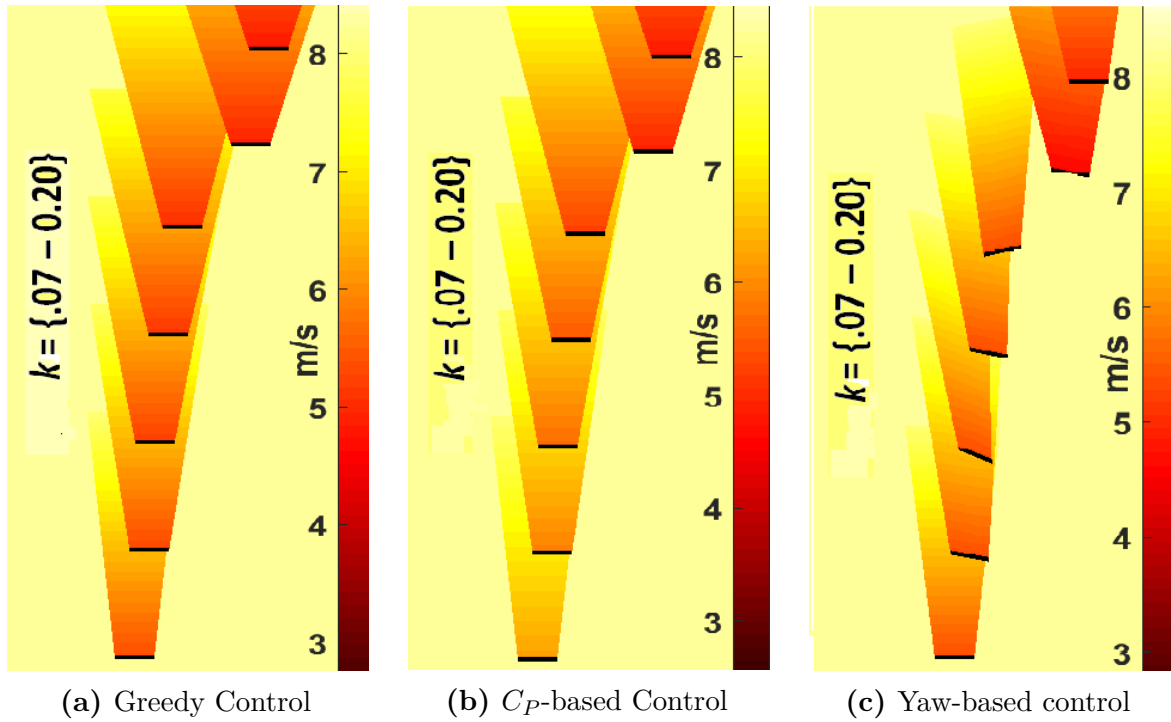 8
7
6
5
4
3
m/s
k = {.07 – 0.20}
8
7
6
5
4
3
m/s
k = {.07 – 0.20}
8
7
6
5
4
3
m/s
k = {.07 – 0.20}
(a) Greedy Control
(b) C_P-based Control
(c) Yaw-based control